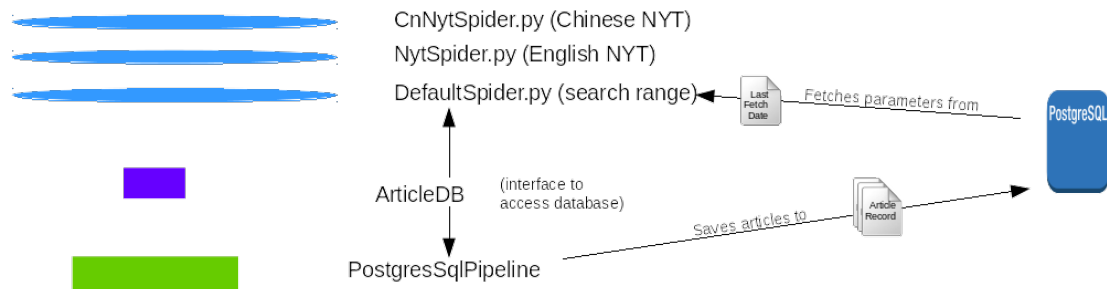 CnNytSpider.py (Chinese NYT)
NytSpider.py (English NYT)
DefaultSpider.py (search range)
Last
Fetch
Date
Fetches parameters from
PostgreSQL
ArticleDB
(interface to
access database)
Saves articles to
Article
Record
PostgresSqlPipeline